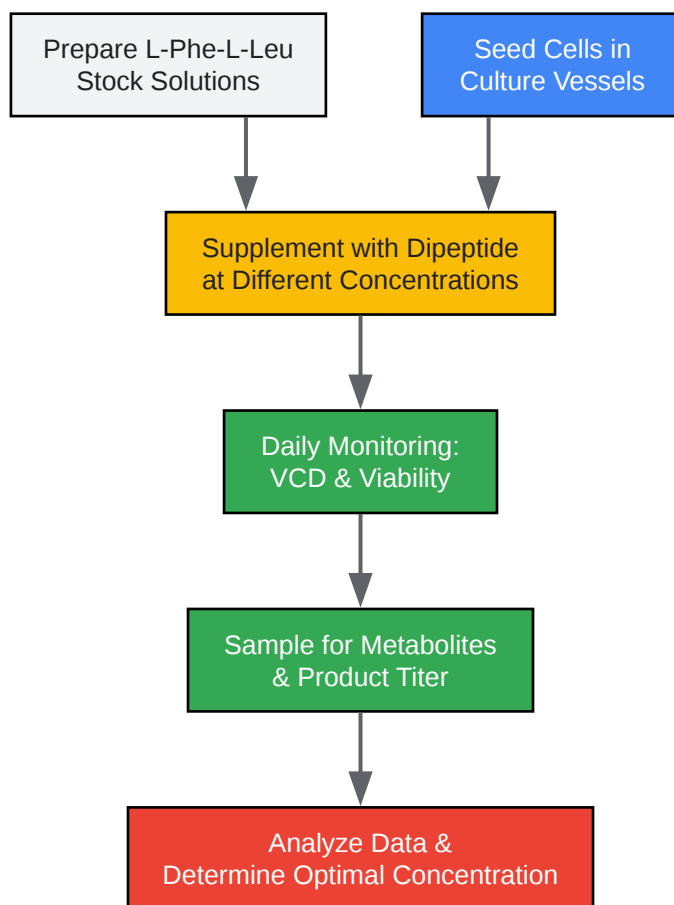 Prepare L-Phe-L-Leu
Stock Solutions
Seed Cells in
Culture Vessels
Supplement with Dipeptide
at Different Concentrations
Daily Monitoring:
VCD & Viability
Sample for Metabolites
& Product Titer
Analyze Data &
Determine Optimal Concentration